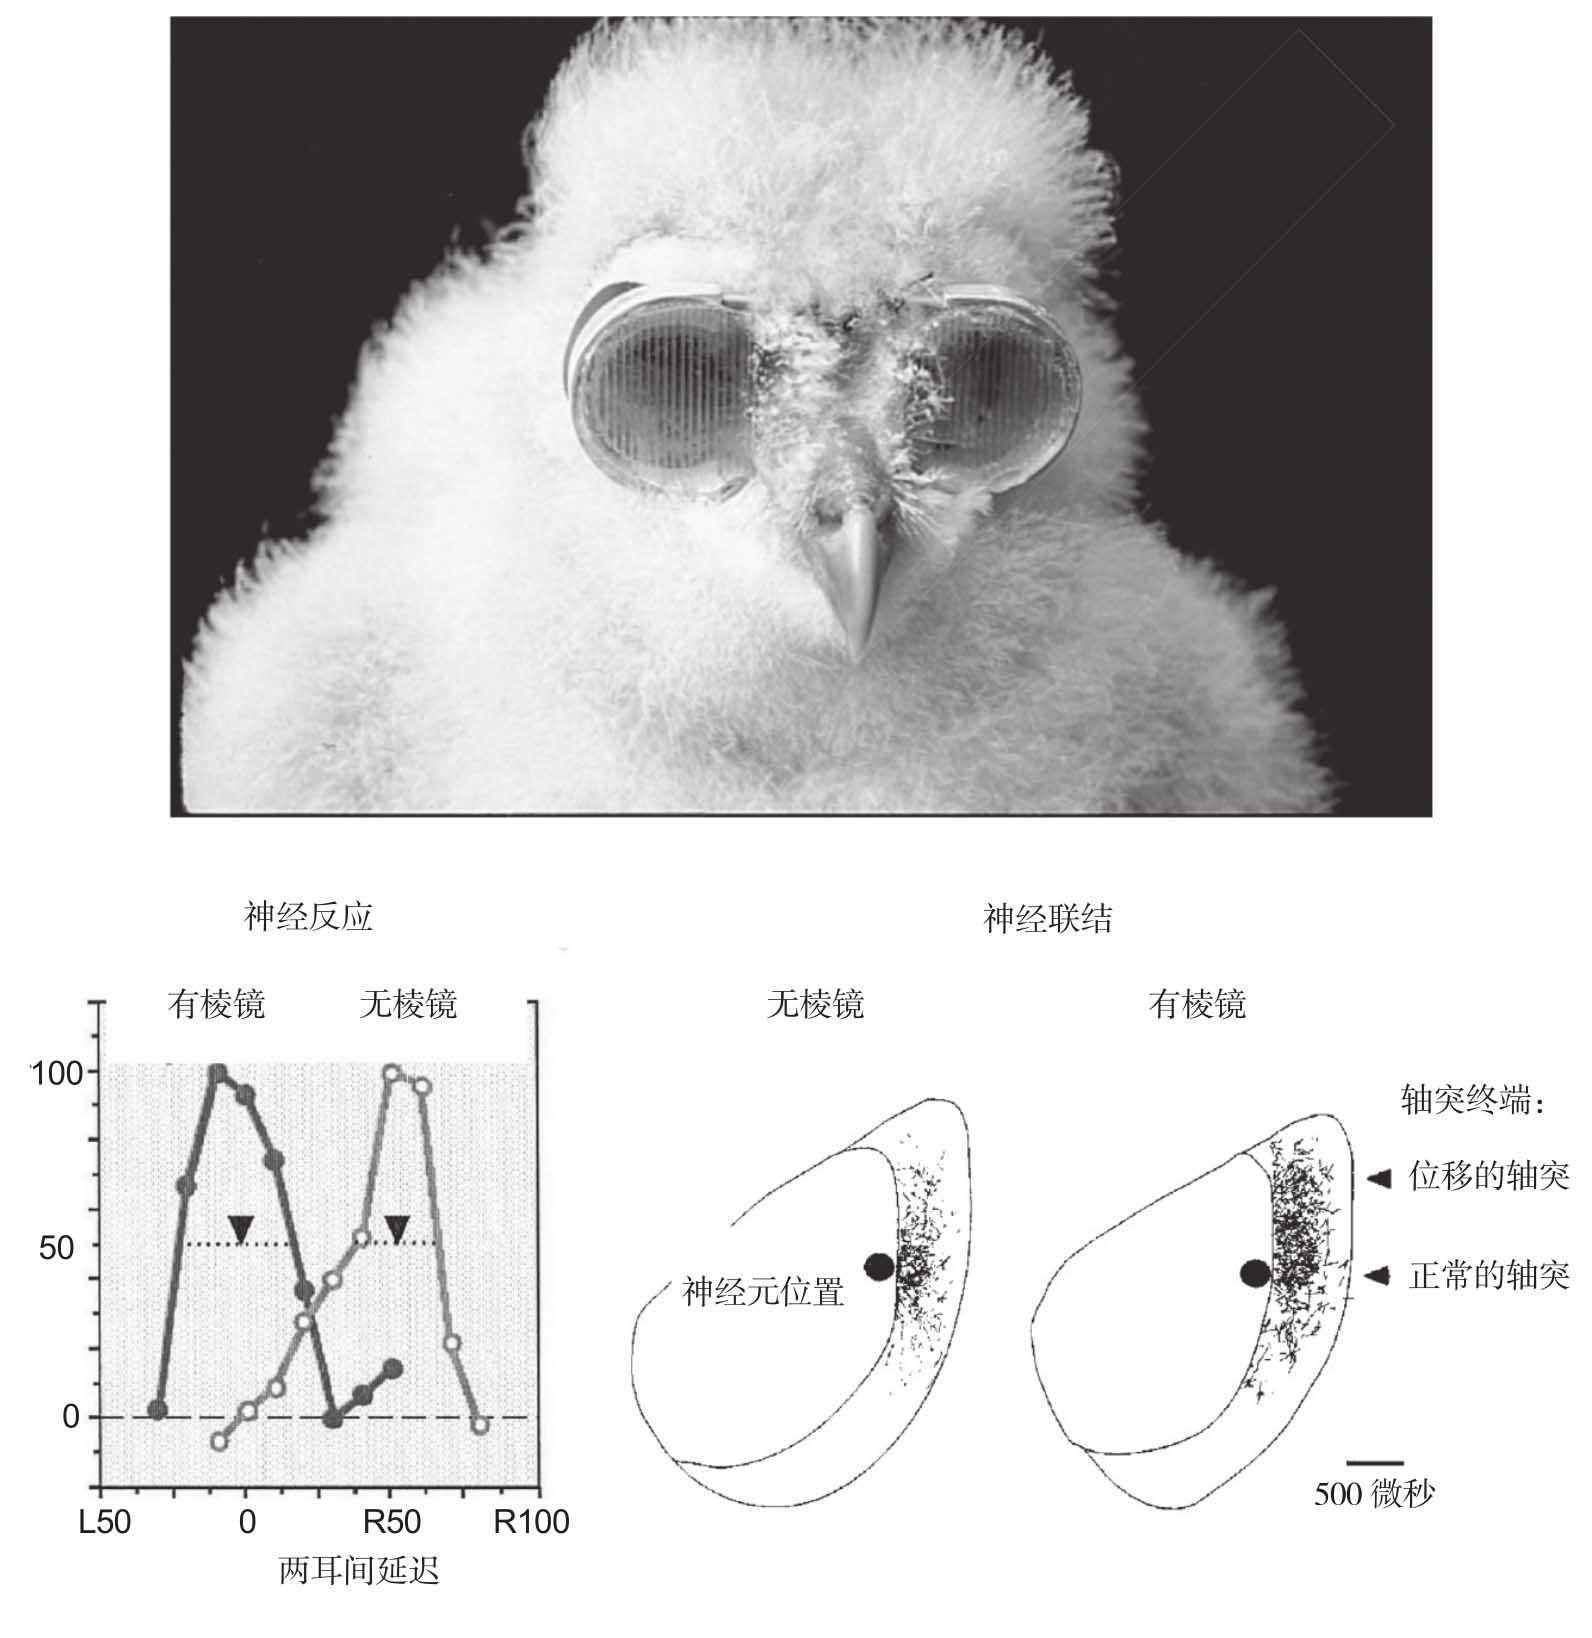 神经反应
神经联结
有棱镜
无棱镜
无棱镜
有棱镜
100
50
0
L50
0
R50
R100
两耳间延迟
神经元位置
轴突终端：
位移的轴突
正常的轴突
500 微秒